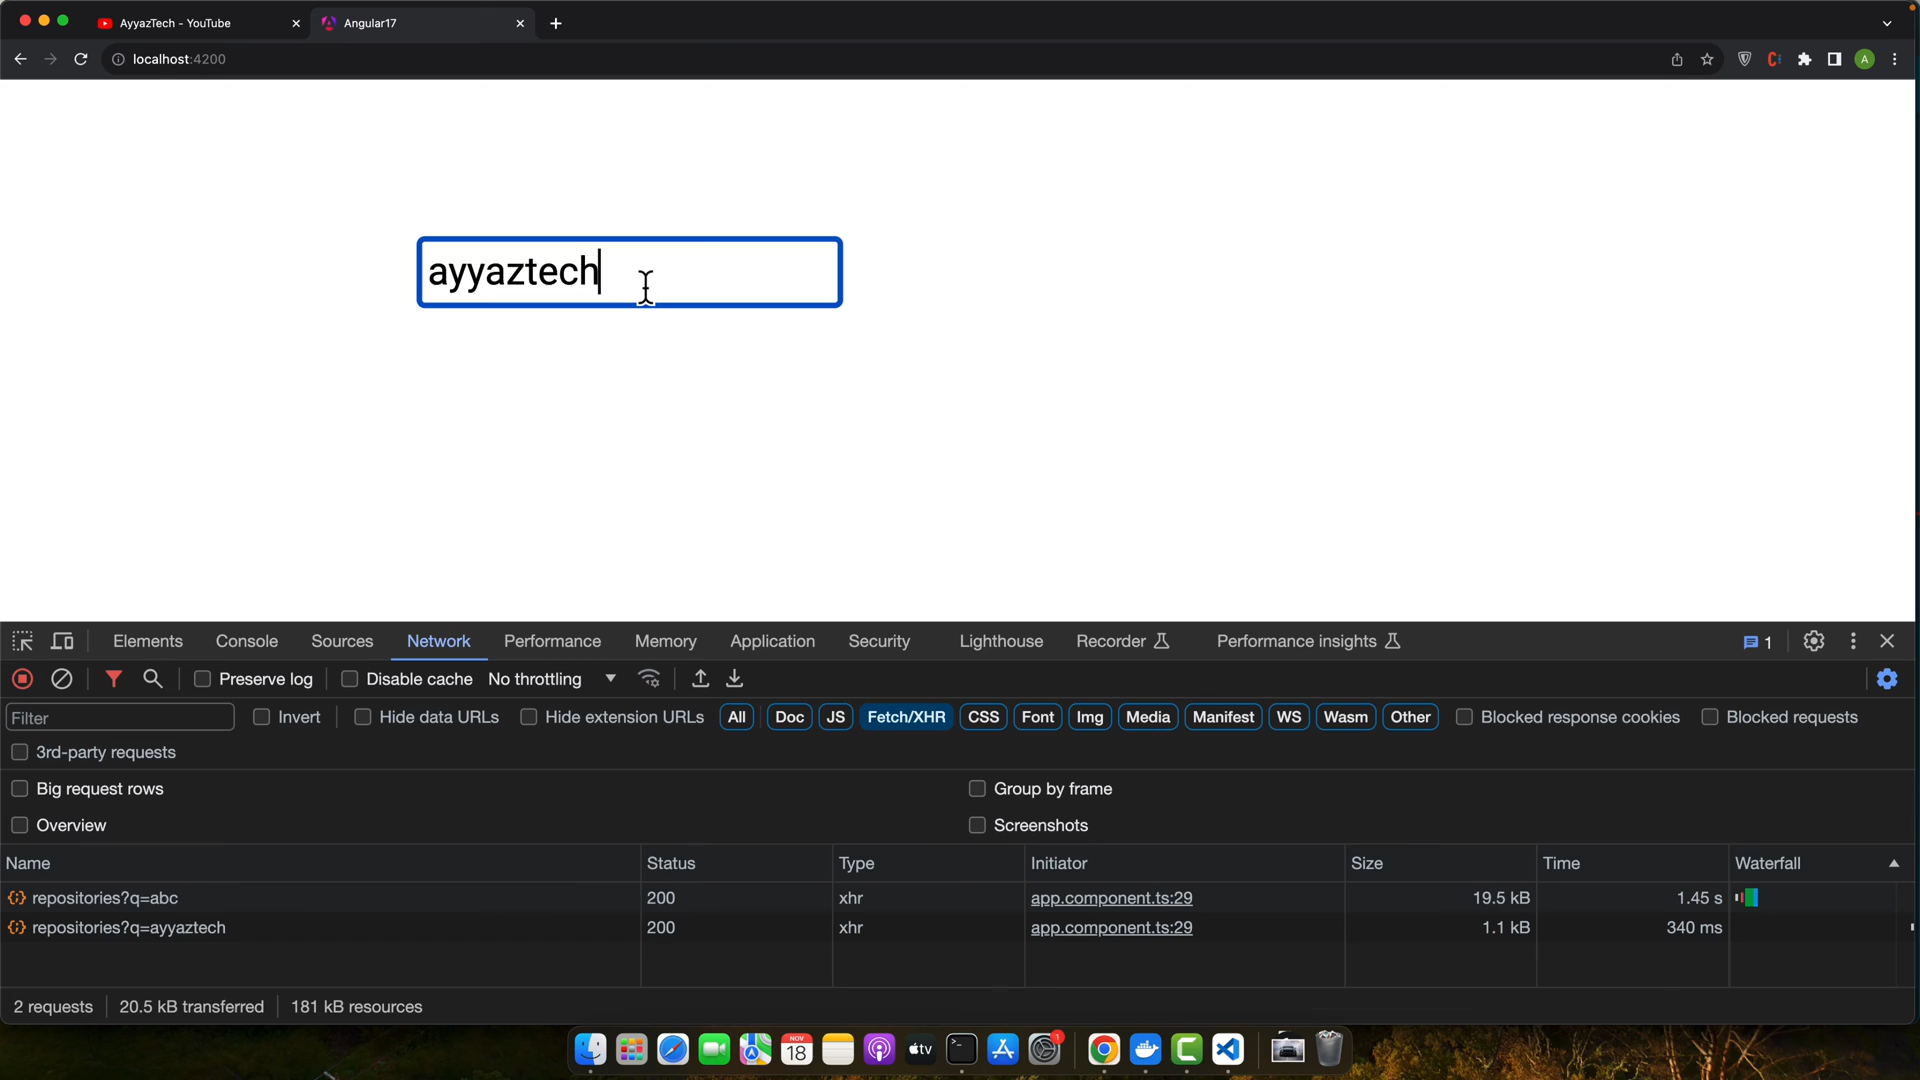 AyyazTech - YouTube
Angular17
localhost:4200
A
ayyaztech
Elements Console Sources Network Performance Memory Application Security Lighthouse Recorder Performance insights 1
Preserve log Disable cache No throttling
Filter Invert Hide data URLs Hide extension URLs All Doc JS Fetch/XHR CSS Font Img Media Manifest WS Wasm Other Blocked response cookies Blocked requests
3rd-party requests
Big request rows Group by frame
Overview Screenshots
Name Status Type Initiator Size Time Waterfall
repositories?q=abc 200 xhr app.component.ts:29 19.5 kB 1.45 s
repositories?q=ayyaztech 200 xhr app.component.ts:29 1.1 kB 340 ms
2 requests 20.5 kB transferred 181 kB resources
NOV
18
tv
1